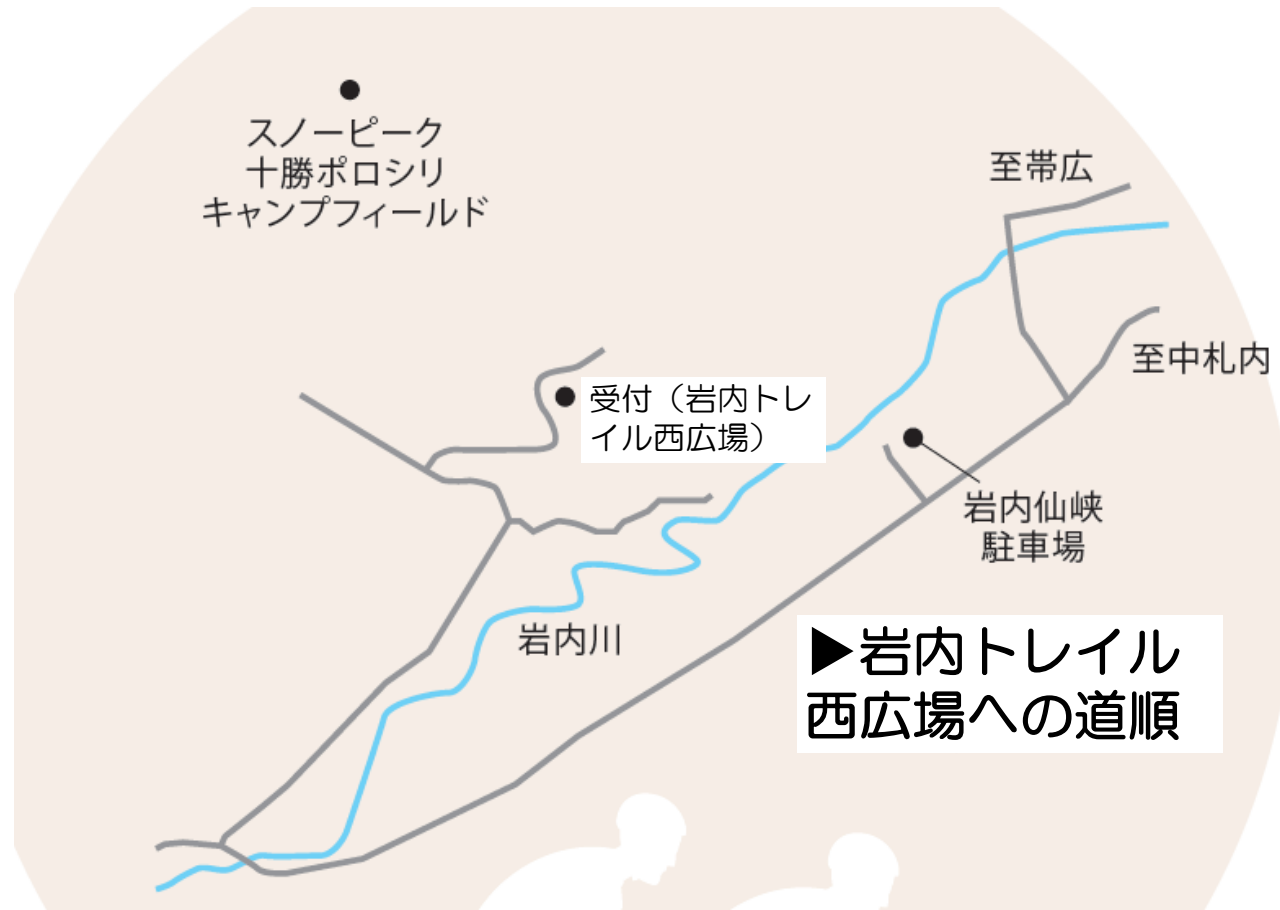 スノーピーク
十勝ポロシリ
キャンプフィールド
至帯広
至中札内
受付（岩内トレ
イル西広場）
岩内仙峡
駐車場
岩内川
▶岩内トレイル
西広場への道順